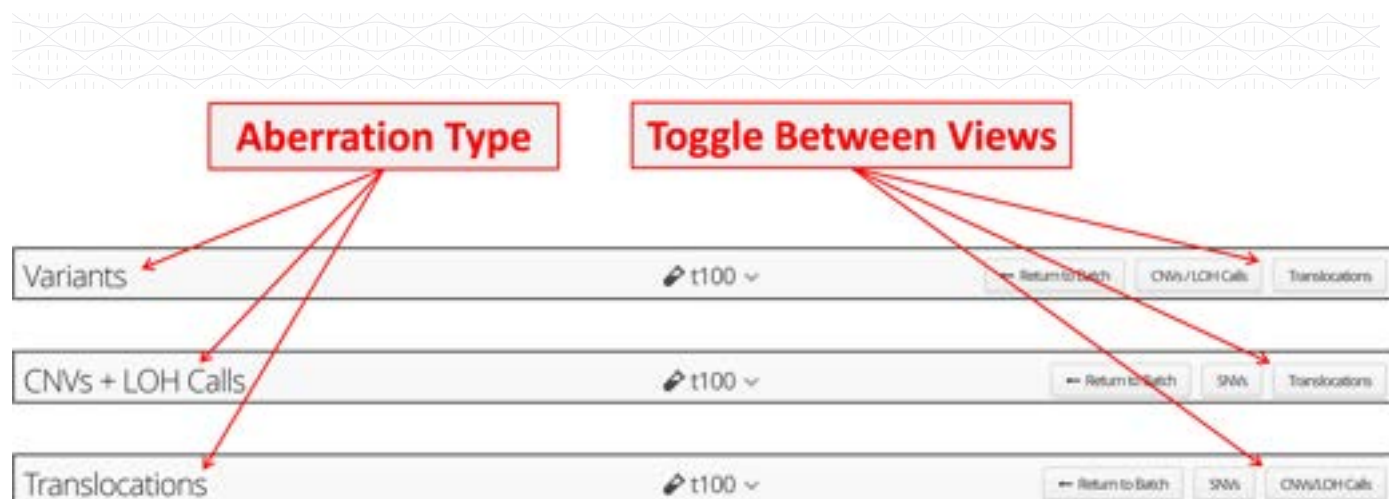 Aberration Type
Toggle Between Views
Variants t100 Return to Batch CNVs / LOH Calls Translocations
CNVs + LOH Calls t100 Return to Batch SNVs Translocations
Translocations t100 Return to Batch SNVs CNVs/LOH Calls